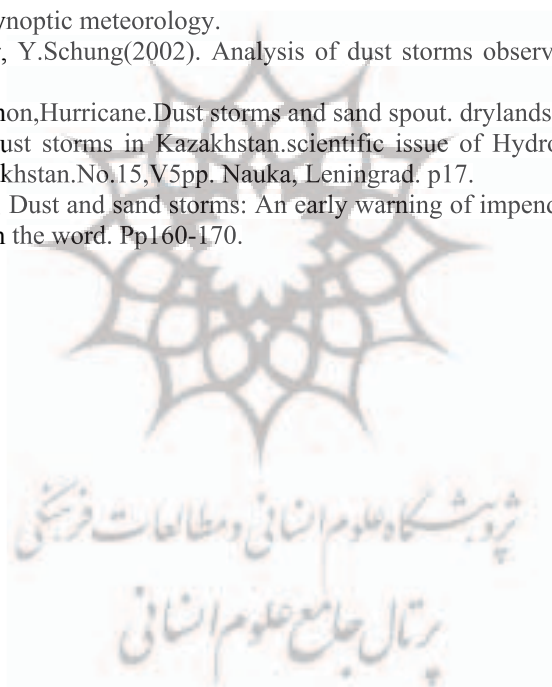 ynoptic meteorology.
, Y.Schung(2002). Analysis of dust storms observ
non,Hurricane.Dust storms and sand spout. drylands
ust storms in Kazakhstan.scientific issue of Hydro
khstan.No.15,V5pp. Nauka, Leningrad. p17.
Dust and sand storms: An early warning of impend
n the word. Pp160-170.
پژوهشگاه علوم انسانی و مطالعات فرهنگی
پرتال جامع علوم انسانی